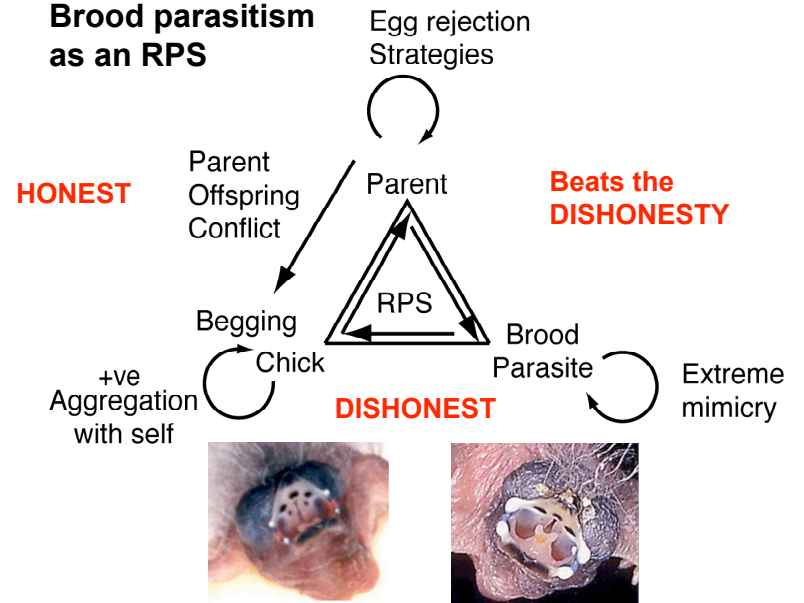 Brood parasitism
as an RPS
Egg rejection
Strategies
Parent
Offspring
Conflict
HONEST
Parent
Beats the
DISHONESTY
RPS
Begging
Chick
Brood
Parasite
+ve
Aggregation
with self
DISHONEST
Extreme
mimicry